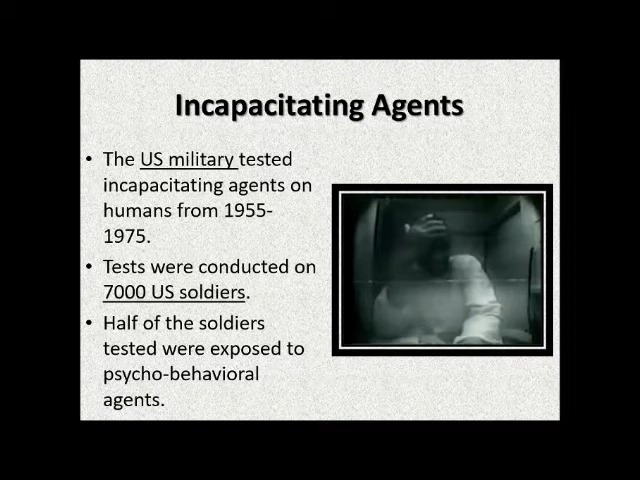 Incapacitating Agents
• The US military tested
incapacitating agents on
humans from 1955-
1975.
• Tests were conducted on
7000 US soldiers.
• Half of the soldiers
tested were exposed to
psycho-behavioral
agents.